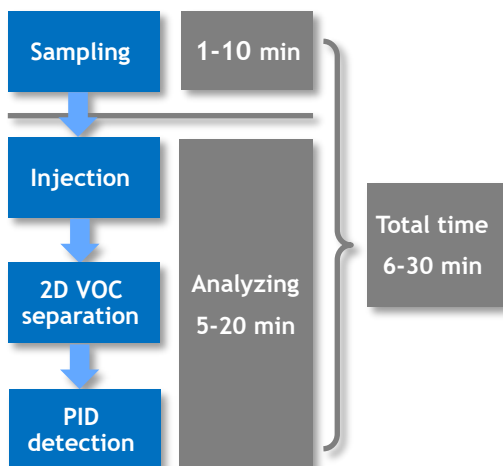 Sampling
1-10 min
Injection
2D VOC
separation
PID
detection
Analyzing
5-20 min
Total time
6-30 min